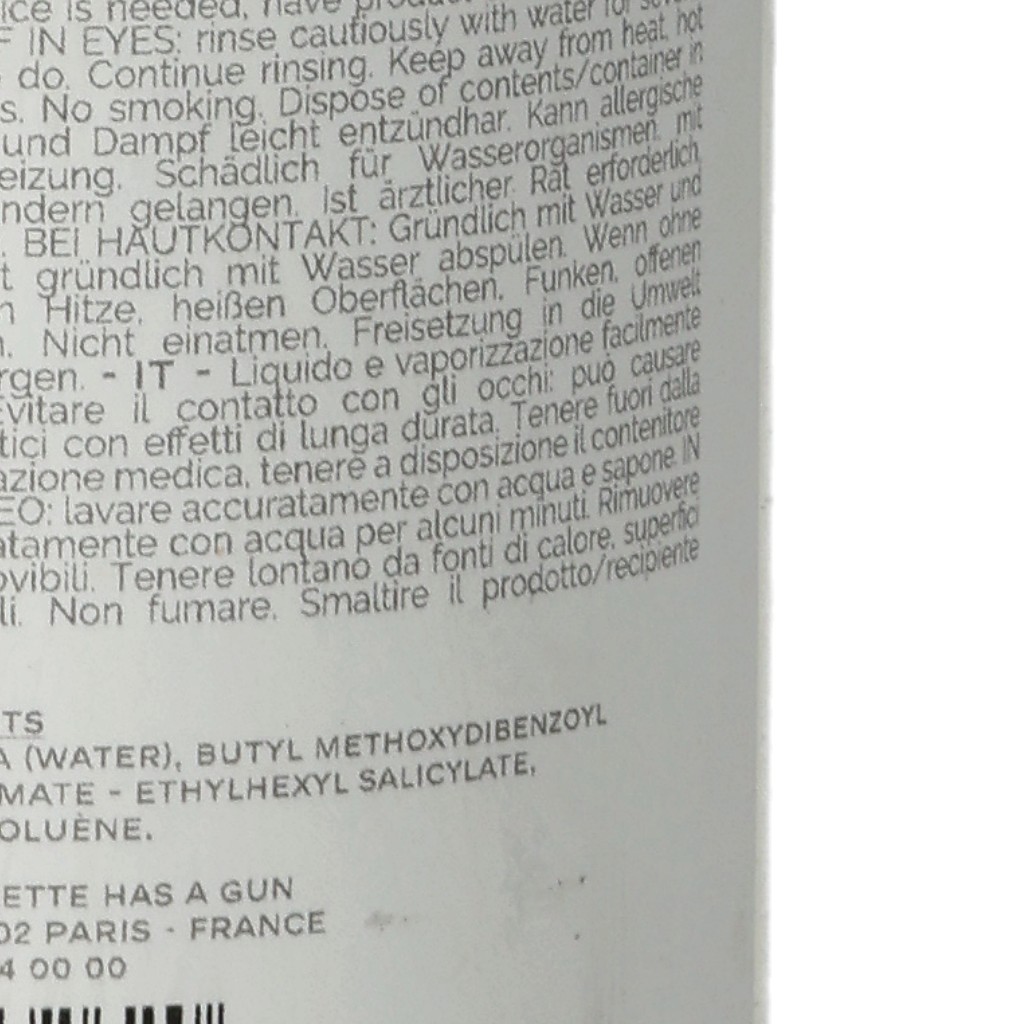 ice is needed, have
IN EYES: rinse cautiously with water for
do. Continue rinsing. Keep away from heat, hot
s. No smoking. Dispose of contents/container in
und Dampf leicht entzündhar. Kann allergische
eizung. Schädlich für Wasserorganismen, mit
ndern gelangen. Ist ärztlicher Rat erforderlich,
. BEI HAUTKONTAKT: Gründlich mit Wasser und
t gründlich mit Wasser abspülen. Wenn ohne
n Hitze, heißen Oberflächen, Funken, offenen
n. Nicht einatmen. Freisetzung in die Umwelt
rgen. - IT - Liquido e vaporizzazione facilmente
Evitare il contatto con gli occhi: può causare
tici con effetti di lunga durata. Tenere fuori dalla
azione medica, tenere a disposizione il contenitore
EO: lavare accuratamente con acqua e sapone. IN
atamente con acqua per alcuni minuti. Rimuovere
ovibili. Tenere lontano da fonti di calore, superfici
li. Non fumare. Smaltire il prodotto/recipiente
TS
A (WATER), BUTYL METHOXYDIBENZOYL
MATE - ETHYLHEXYL SALICYLATE,
OLUÈNE.
ETTE HAS A GUN
02 PARIS - FRANCE
4 00 00